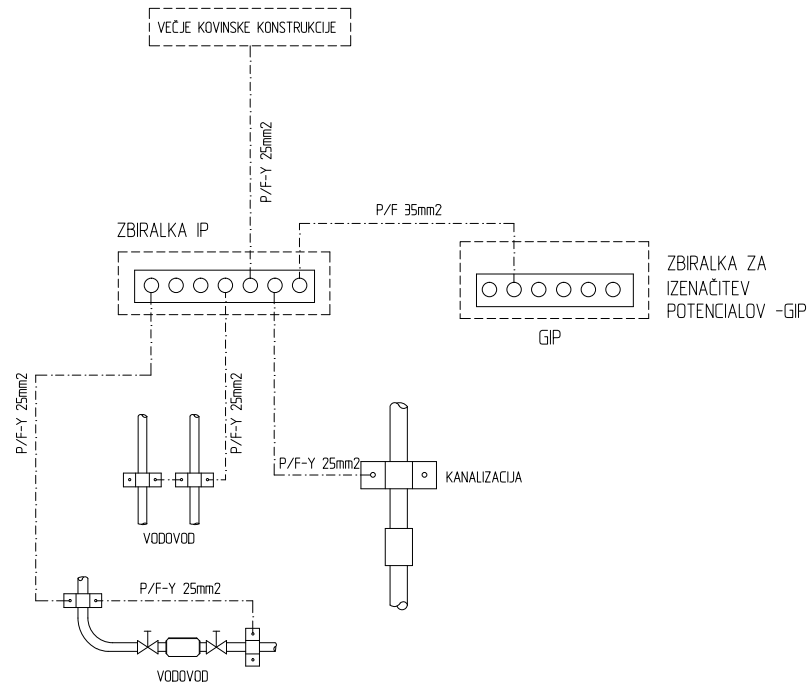 VEČJE KOVINSKE KONSTRUKCIJE
P/F-Y 25mm2
P/F 35mm2
ZBIRALKA IP
ZBIRALKA ZA
IZENAČITEV
POTENCIALOV -GIP
GIP
P/F-Y 25mm2
P/F-Y 25mm2
P/F-Y 25mm2
KANALIZACIJA
VODOVOD
P/F-Y 25mm2
VODOVOD